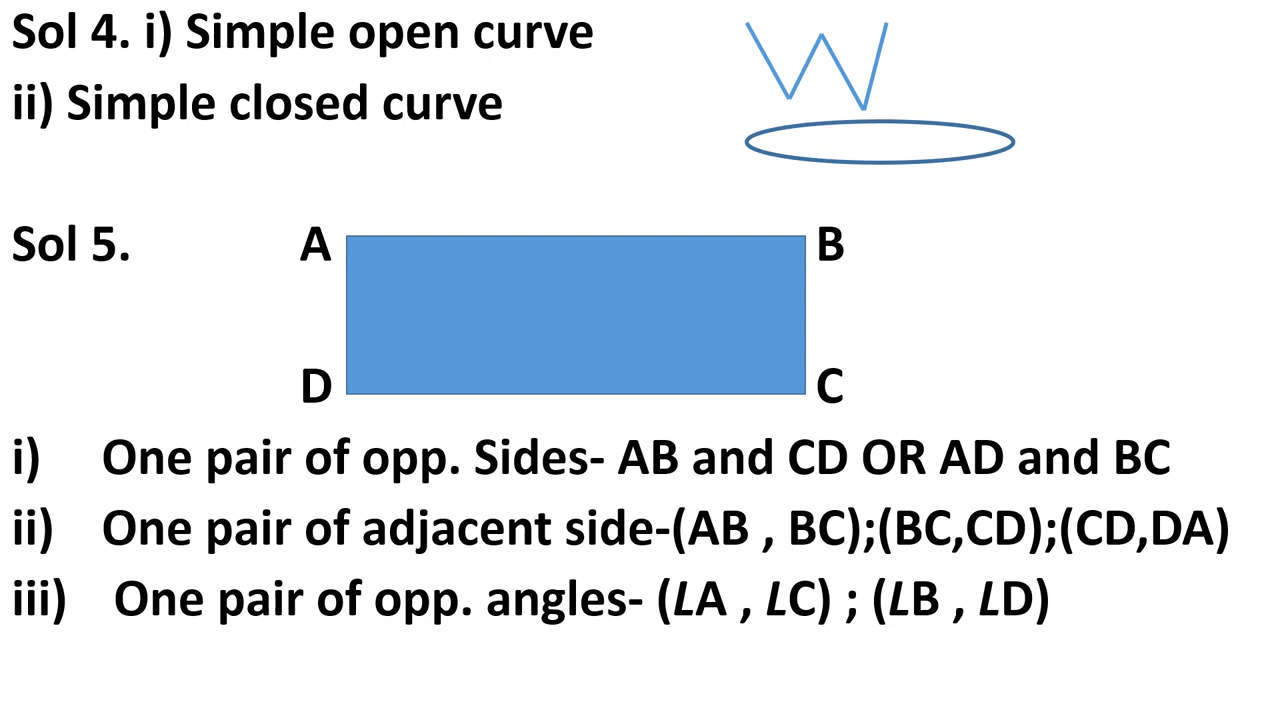 Sol 4. i) Simple open curve
ii) Simple closed curve
Sol 5. A B
D C
i) One pair of opp. Sides- AB and CD OR AD and BC
ii) One pair of adjacent side-(AB , BC);(BC,CD);(CD,DA)
iii) One pair of opp. angles- (LA , LC) ; (LB , LD)